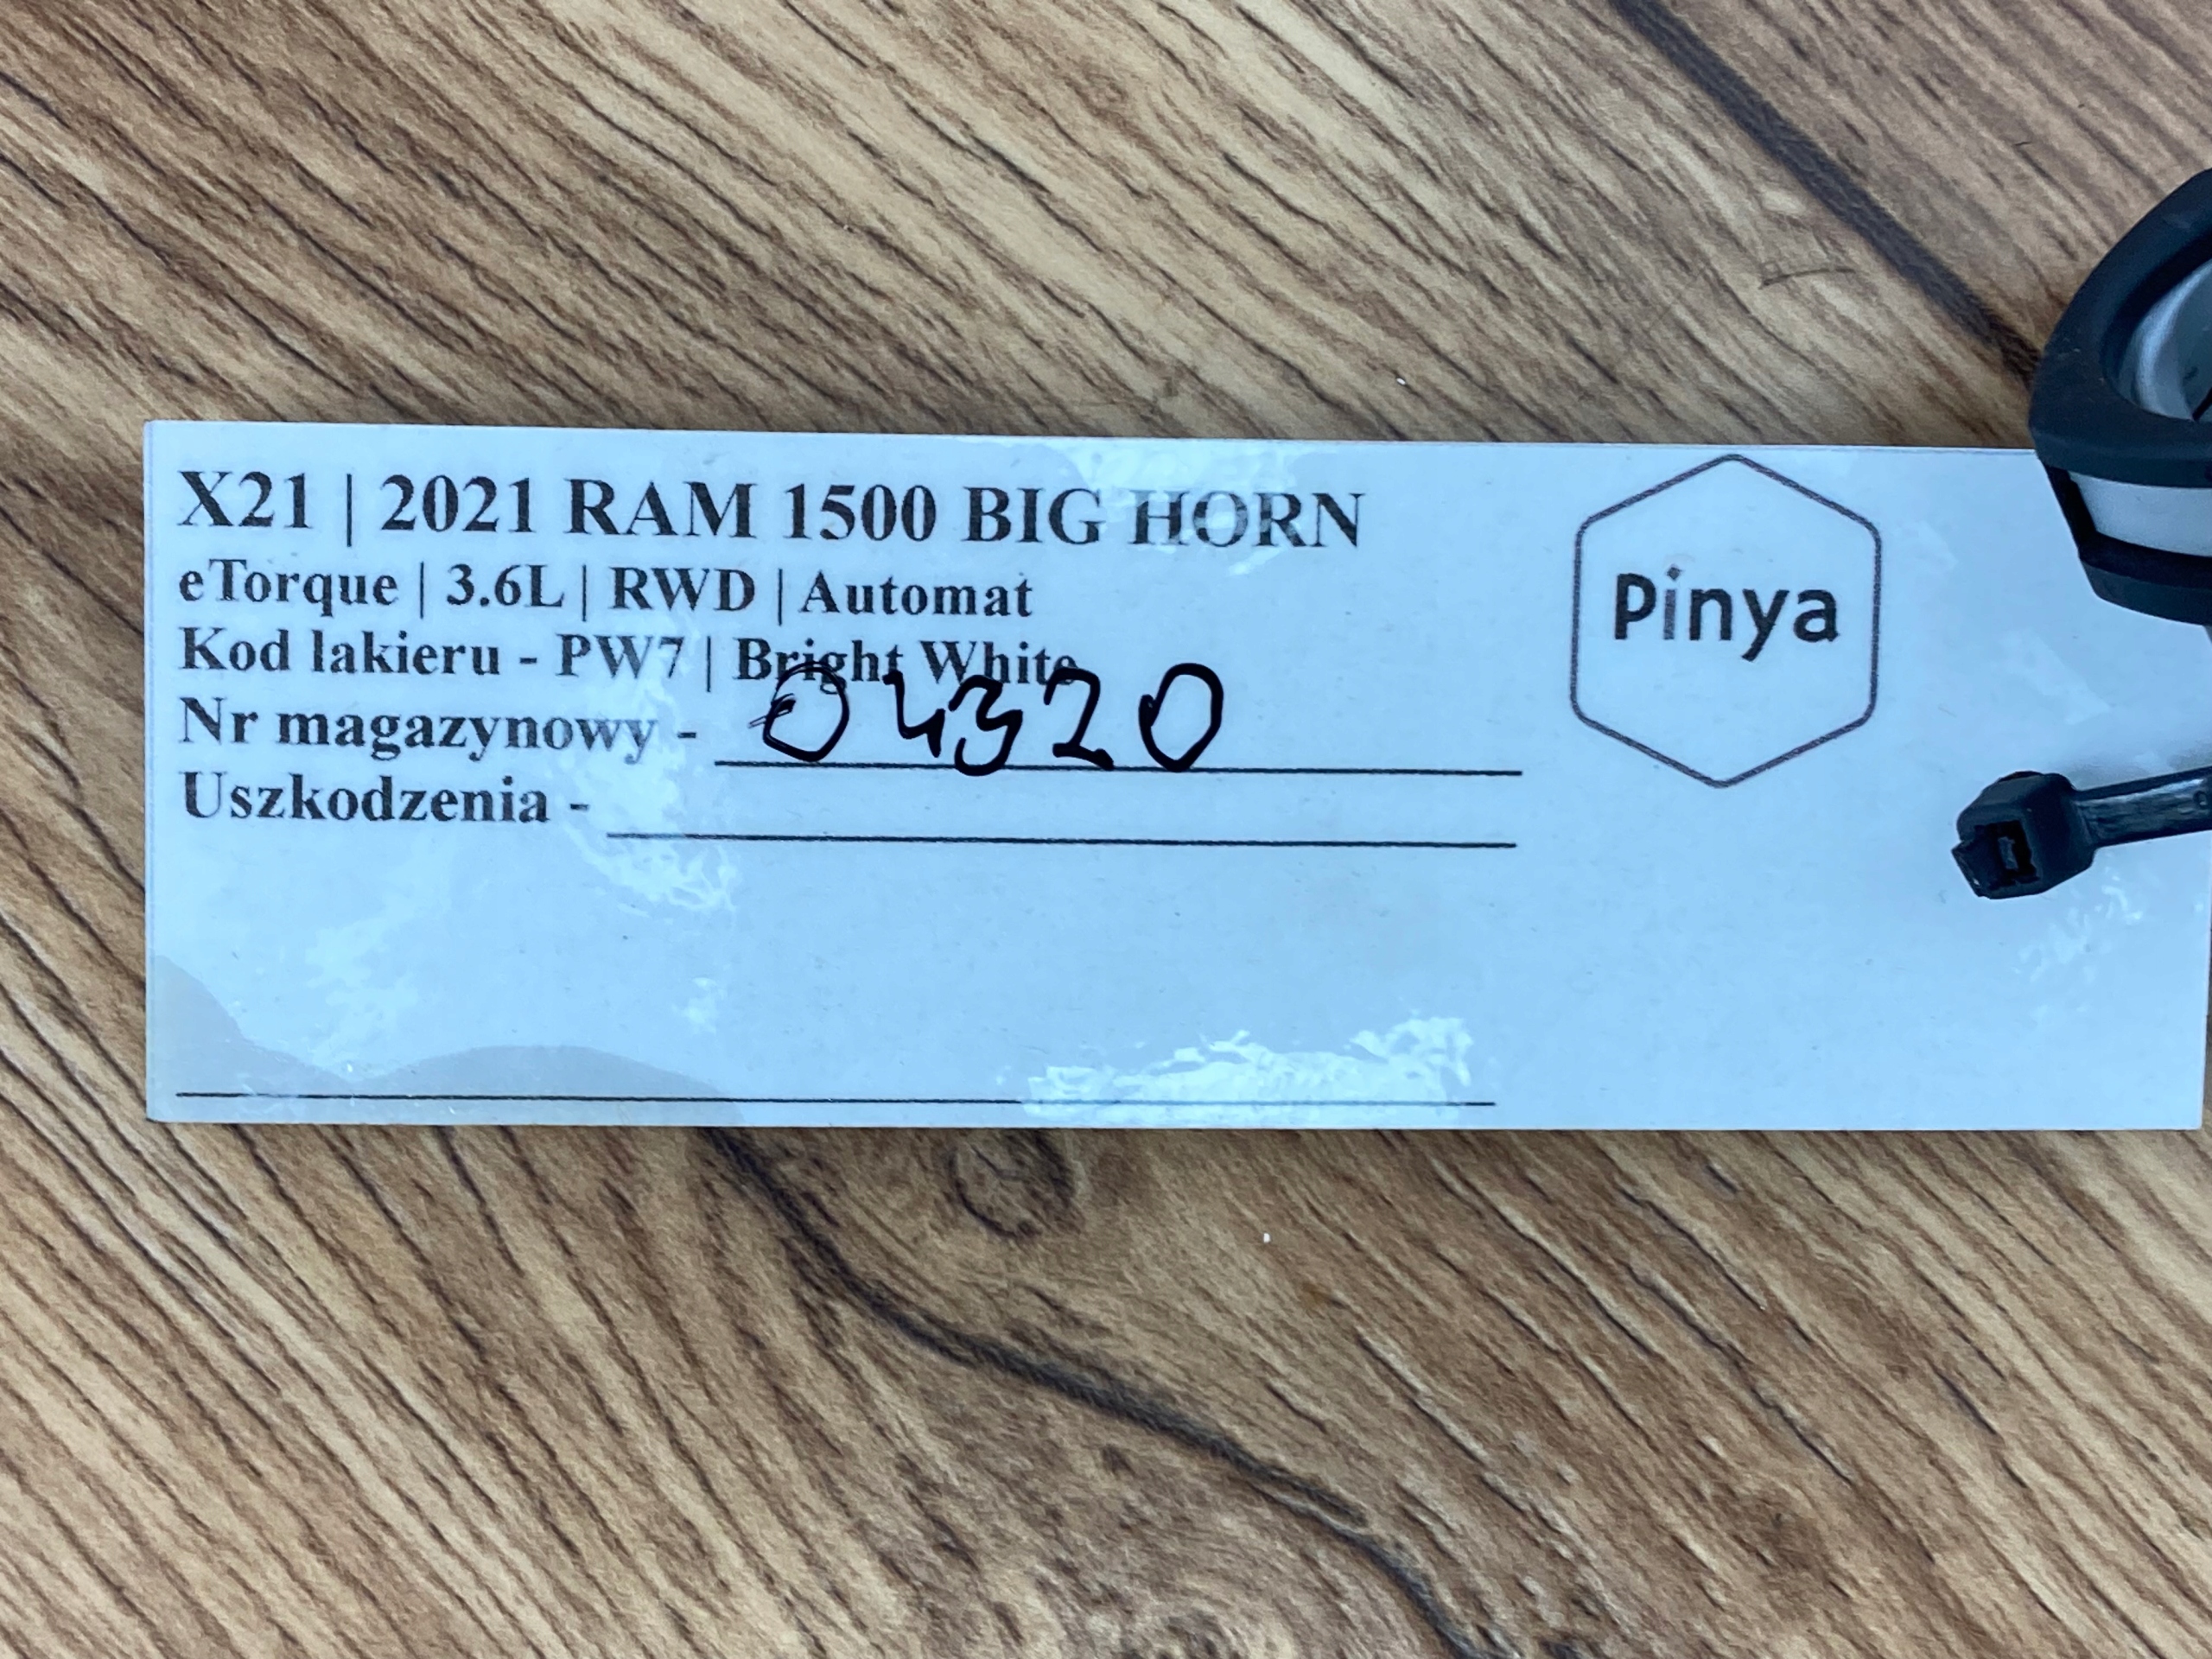 X21 | 2021 RAM 1500 BIG HORN
eTorque | 3.6L | RWD | Automat
Kod lakieru - PW7 | Bright White
Nr magazynowy - 04320
Uszkodzenia -
Pinya